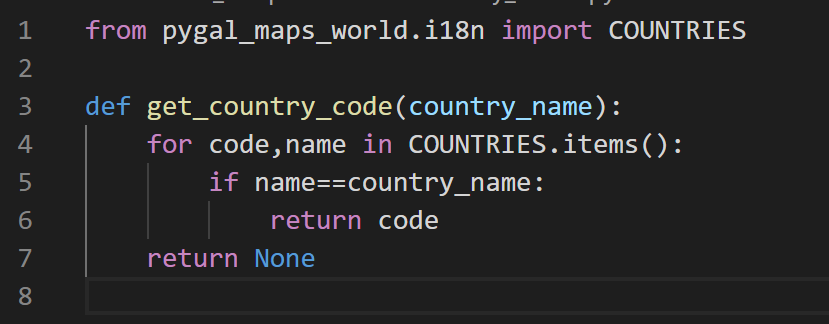 1 from pygal_maps_world.i18n import COUNTRIES
2
3 def get_country_code(country_name):
4     for code,name in COUNTRIES.items():
5         if name==country_name:
6             return code
7     return None
8